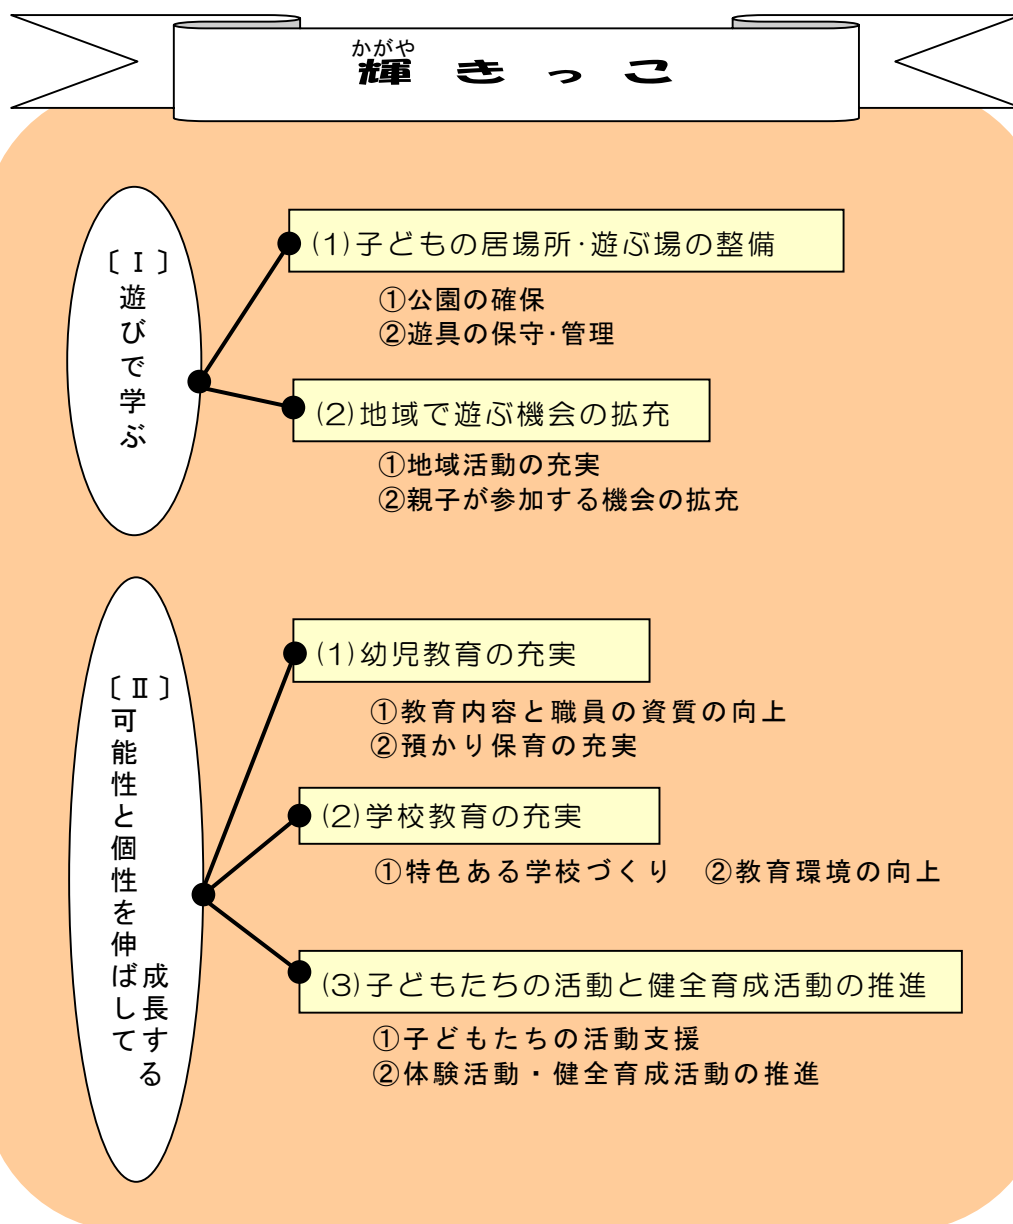 かがや
輝きっこ
〔Ⅰ〕
遊びで学ぶ
(1)子どもの居場所・遊ぶ場の整備
①公園の確保
②遊具の保守・管理
(2)地域で遊ぶ機会の拡充
①地域活動の充実
②親子が参加する機会の拡充
〔Ⅱ〕
可能性と個性を伸ばして
成長する
(1)幼児教育の充実
①教育内容と職員の資質の向上
②預かり保育の充実
(2)学校教育の充実
①特色ある学校づくり　②教育環境の向上
(3)子どもたちの活動と健全育成活動の推進
①子どもたちの活動支援
②体験活動・健全育成活動の推進